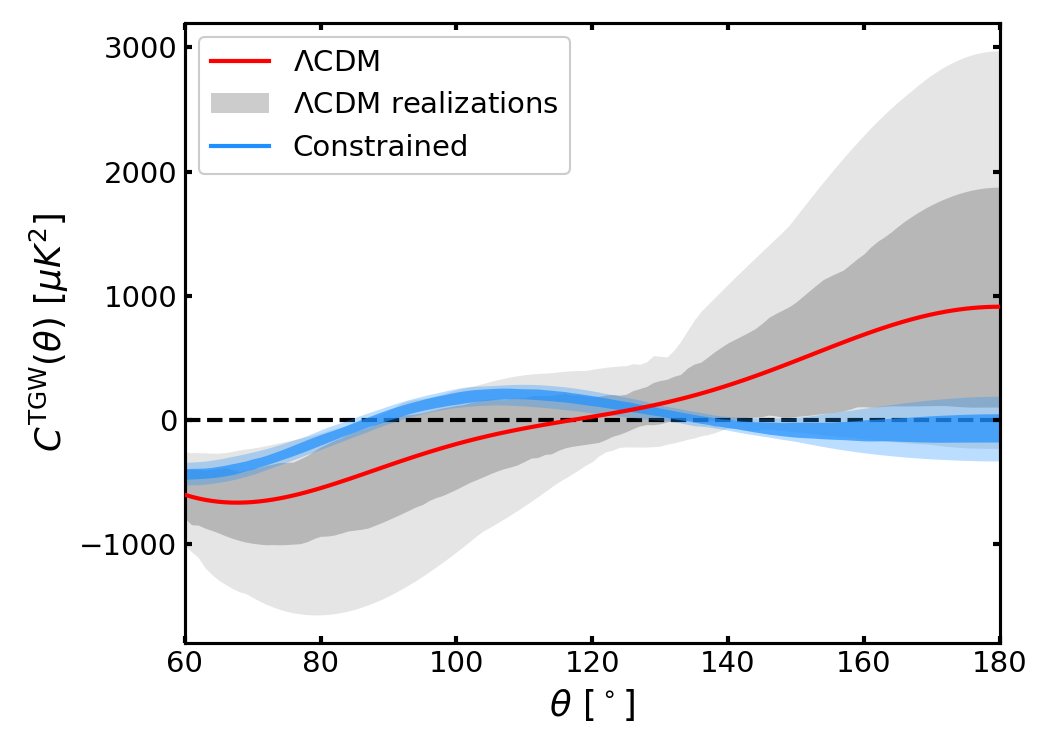 3000
2000
1000
0
−1000
C^TGW(θ) [μK²]
ΛCDM
ΛCDM realizations
Constrained
60 80 100 120 140 160 180
θ [°]